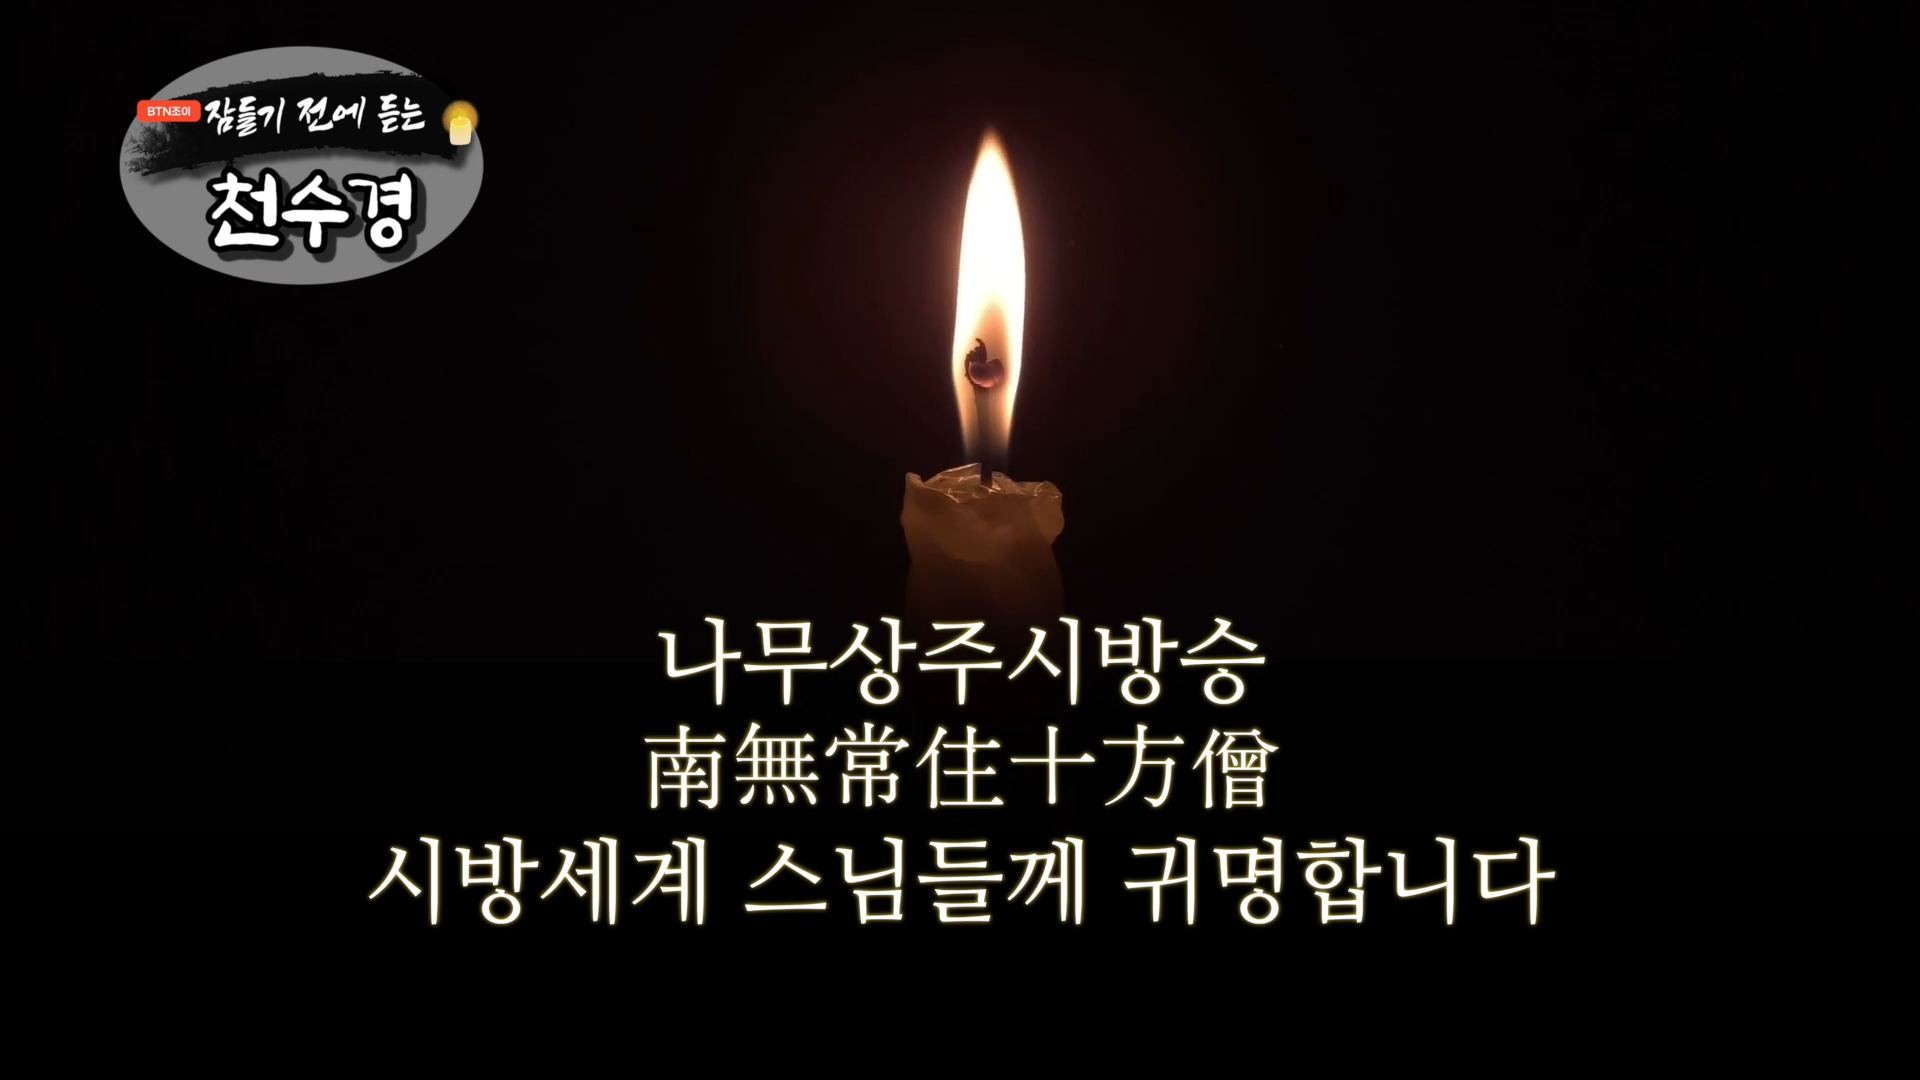 BTN조이
잠들기 전에 듣는
천수경
나무상주시방승
南無常住十方僧
시방세계 스님들께 귀명합니다